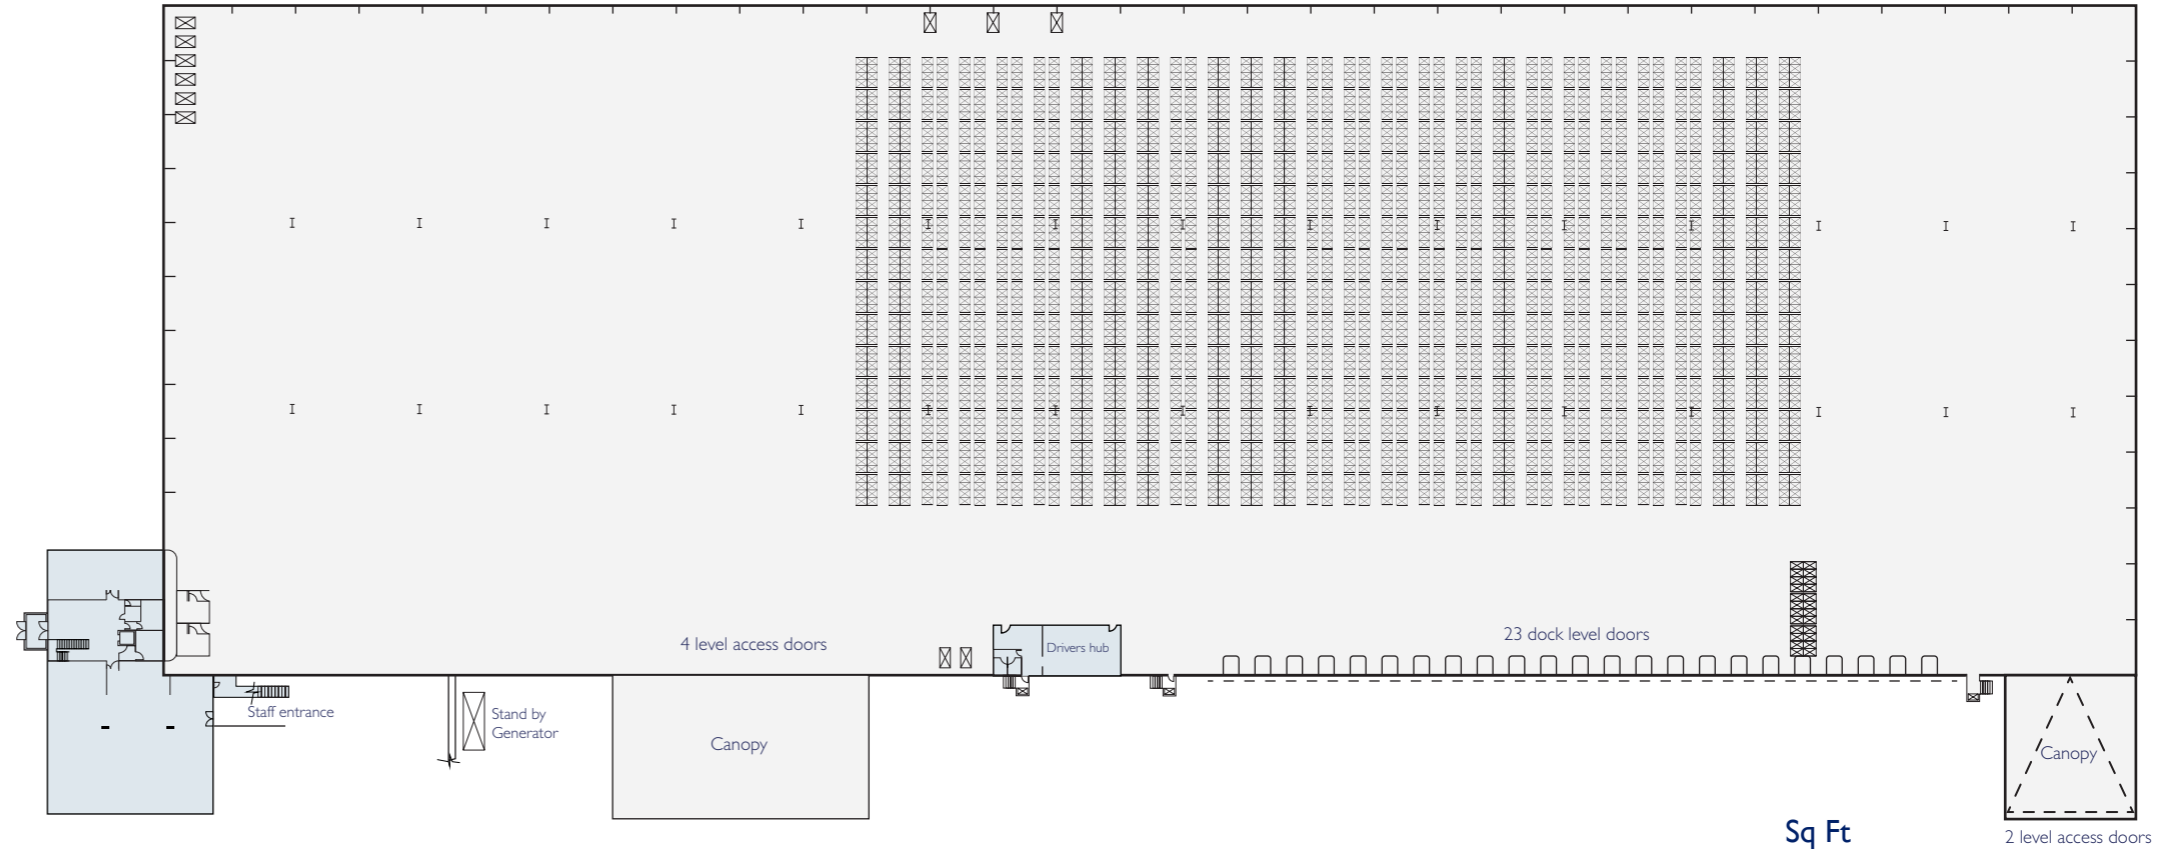 4 level access doors
Drivers hub
23 dock level doors
Staff entrance
Stand by
Generator
Canopy
Canopy
Sq Ft
2 level access doors